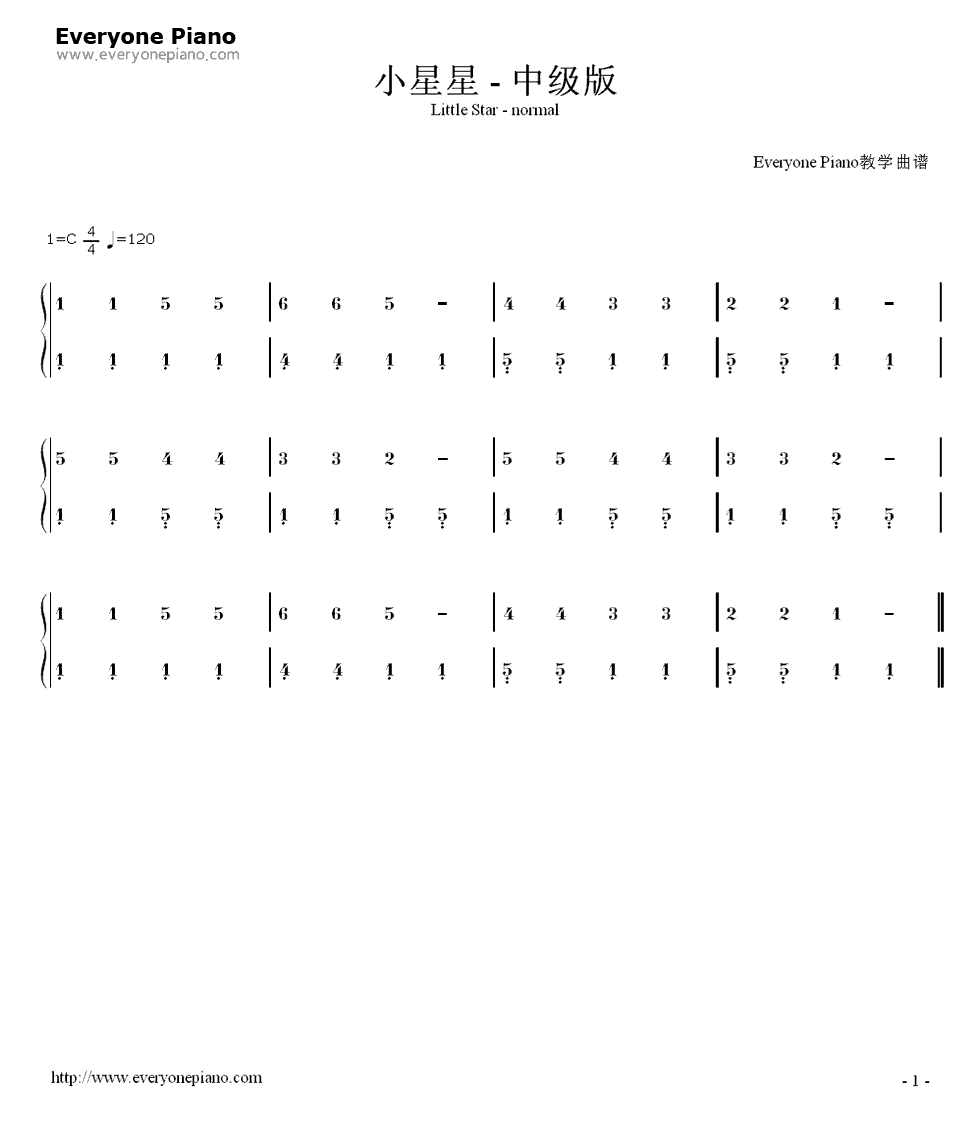 Everyone Piano
www.everyonepiano.com
小星星 - 中级版
Little Star - normal
Everyone Piano教学曲谱
1=C 4/4 ♩=120
1 1 5 5 | 6 6 5 - | 4 4 3 3 | 2 2 1 - |
1̣ 1̣ 1̣ 1̣ | 4̣ 4̣ 1̣ 1̣ | 5̤ 5̤ 1̣ 1̣ | 5̤ 5̤ 1̣ 1̣ |
5 5 4 4 | 3 3 2 - | 5 5 4 4 | 3 3 2 - |
1̣ 1̣ 5̤ 5̤ | 1̣ 1̣ 5̤ 5̤ | 1̣ 1̣ 5̤ 5̤ | 1̣ 1̣ 5̤ 5̤ |
1 1 5 5 | 6 6 5 - | 4 4 3 3 | 2 2 1 - ||
1̣ 1̣ 1̣ 1̣ | 4̣ 4̣ 1̣ 1̣ | 5̤ 5̤ 1̣ 1̣ | 5̤ 5̤ 1̣ 1̣ ||
http://www.everyonepiano.com
- 1 -